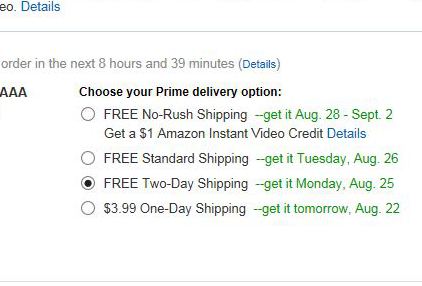 eo. Details
order in the next 8 hours and 39 minutes (Details)
AAA
Choose your Prime delivery option:
FREE No-Rush Shipping --get it Aug. 28 - Sept. 2
Get a $1 Amazon Instant Video Credit Details
FREE Standard Shipping --get it Tuesday, Aug. 26
FREE Two-Day Shipping --get it Monday, Aug. 25
$3.99 One-Day Shipping --get it tomorrow, Aug. 22